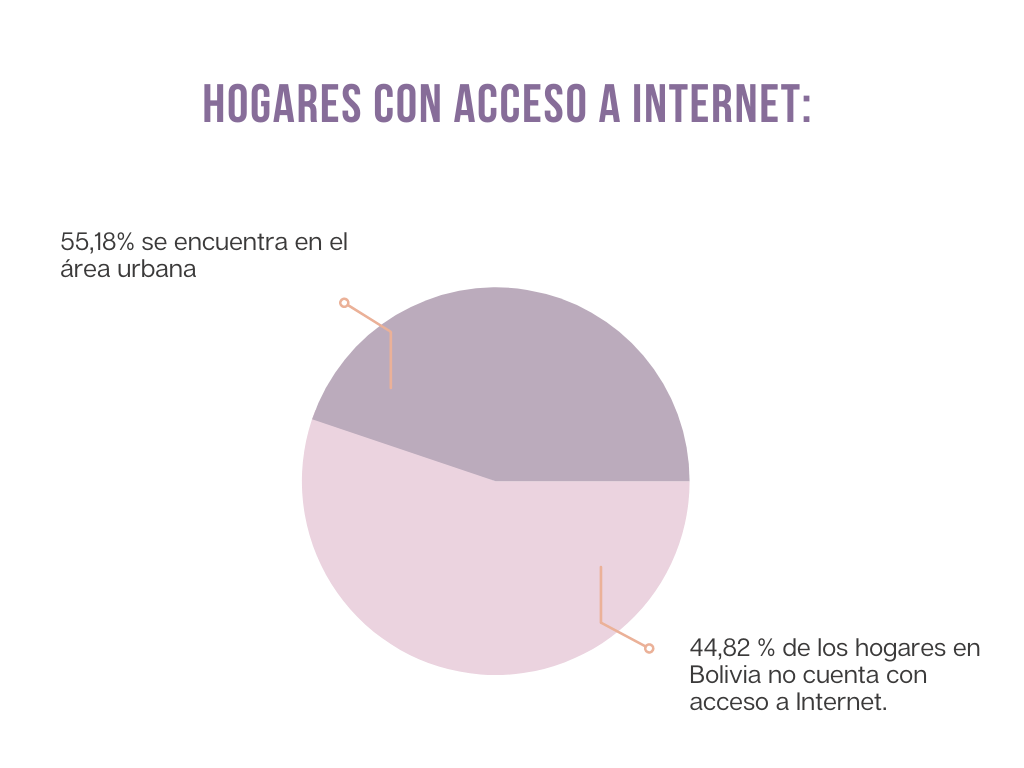 HOGARES CON ACCESO A INTERNET:
55,18% se encuentra en el
área urbana
44,82 % de los hogares en
Bolivia no cuenta con
acceso a Internet.